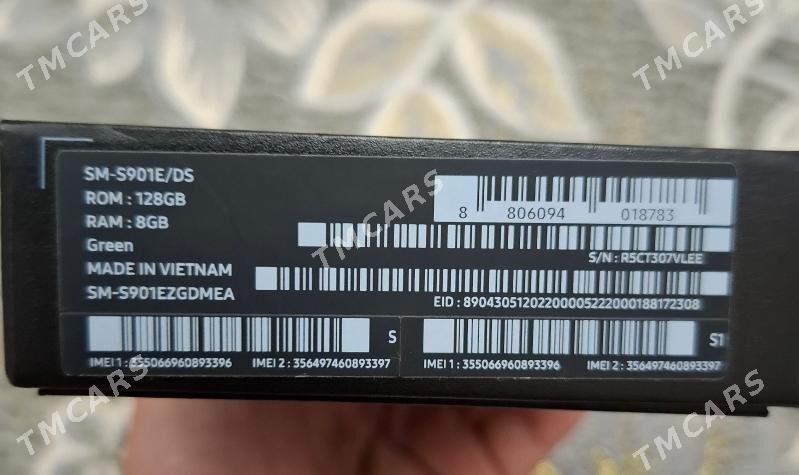 TMCARS
TMCARS
SM-S901E/DS
ROM : 128GB
RAM : 8GB
Green
MADE IN VIETNAM
SM-S901EZGDMEA
8 806094 018783
S/N : R5CT307VLEE
EID : 89043051202200005222000188172308
TMCARS
S
S1
IMEI 1 : 355066960893396 IMEI 2 : 356497460893397
IMEI 1 : 355066960893396 IMEI 2 : 356497460893397
TMCARS
TMCARS